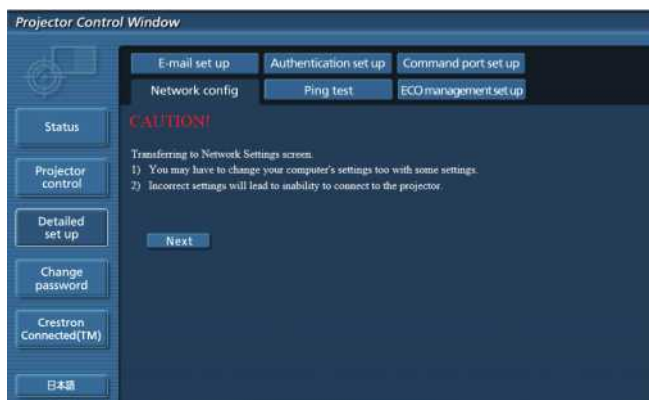 Projector Control Window
E-mail set up
Authentication set up
Command port set up
Network config
Ping test
ECO management set up
Status
Projector
control
Detailed
set up
Change
password
Crestron
Connected(TM)
日本語
CAUTION!
Transferring to Network Settings screen.
1) You may have to change your computer's settings too with some settings.
2) Incorrect settings will lead to inability to connect to the projector.
Next